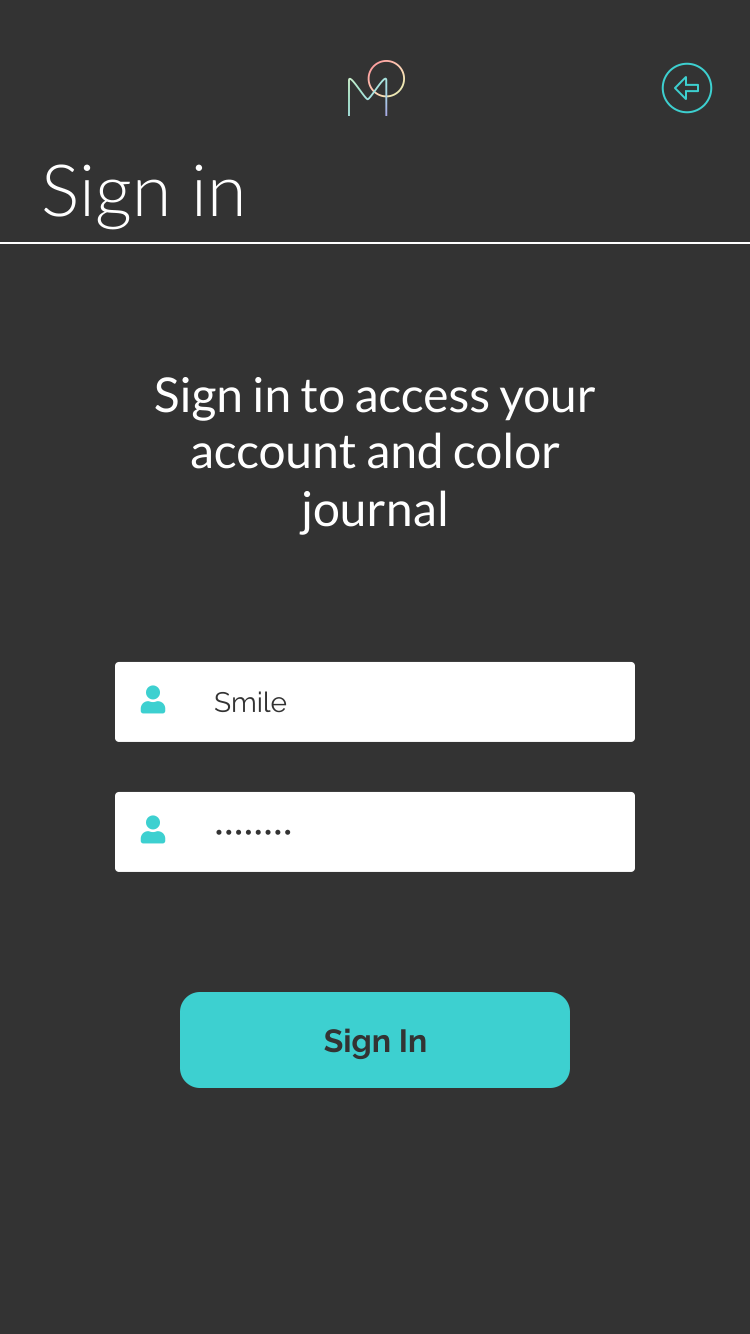 Sign in
Sign in to access your
account and color
journal
Smile
••••••••
Sign In